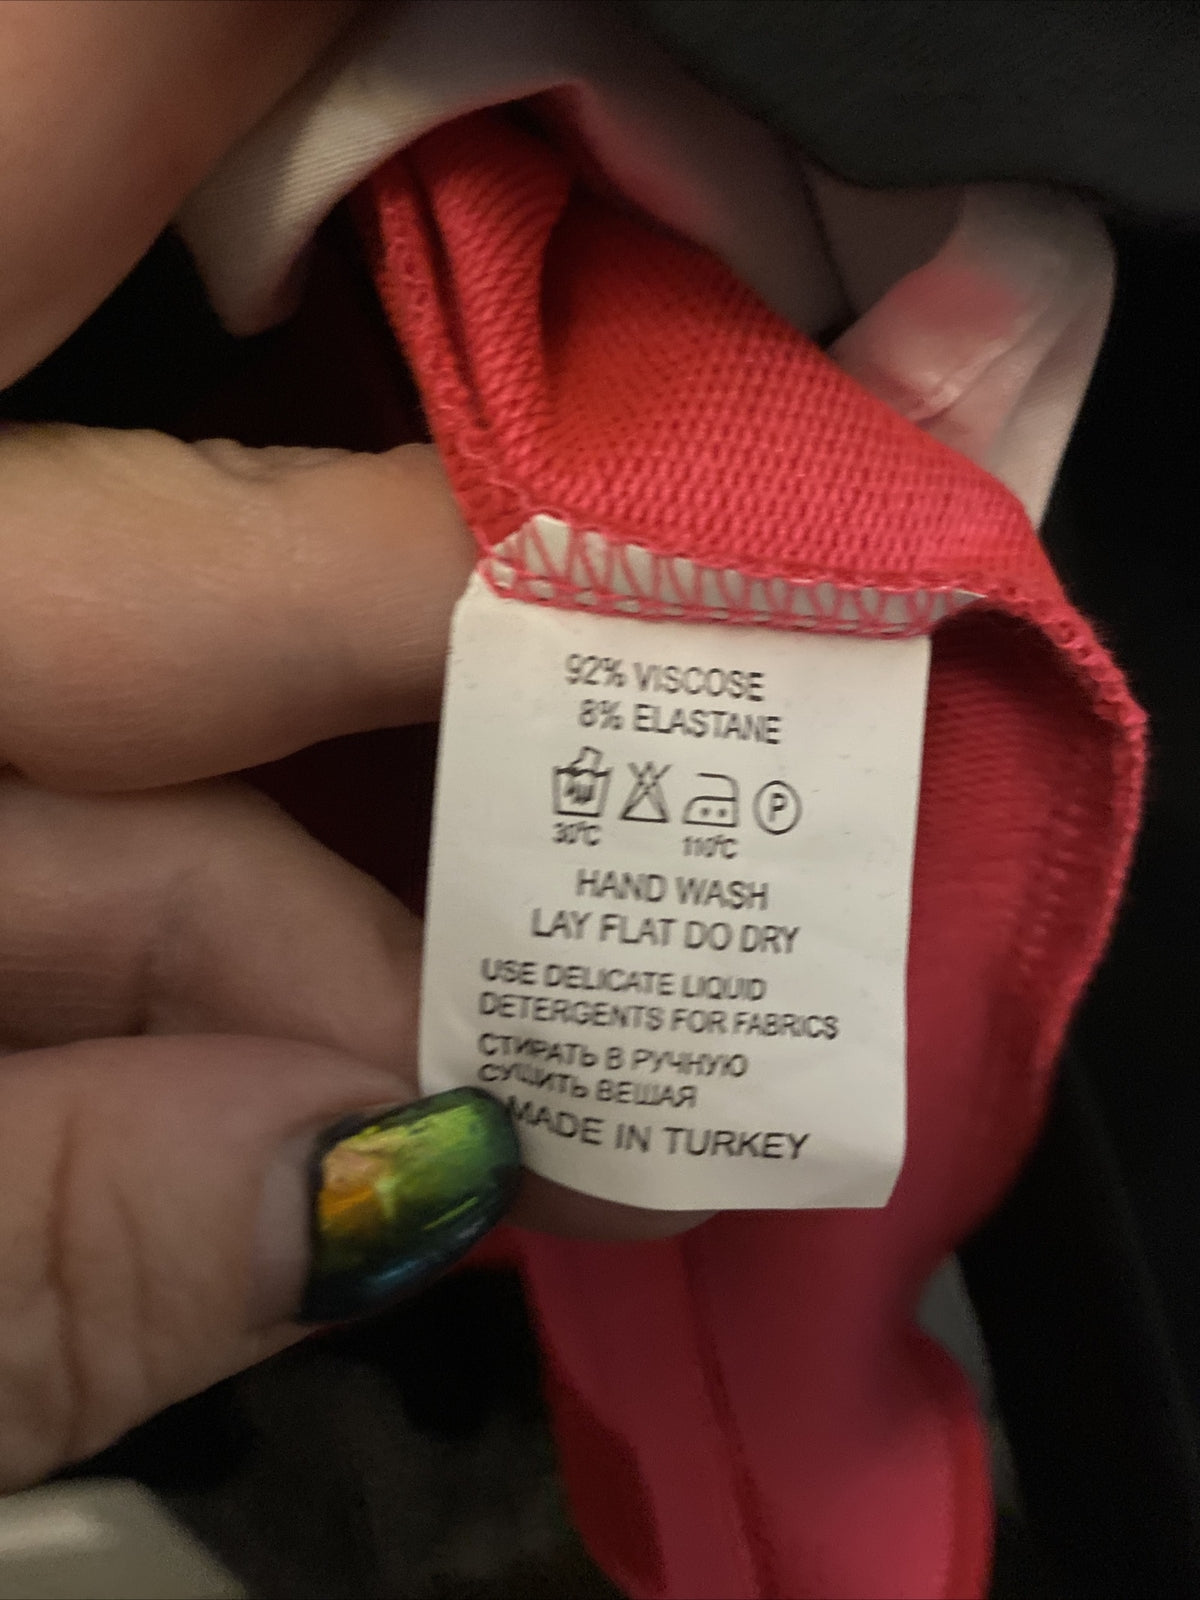 92% VISCOSE
8% ELASTANE
P
30°C 110°C
HAND WASH
LAY FLAT DO DRY
USE DELICATE LIQUID
DETERGENTS FOR FABRICS
СТИРАТЬ В РУЧНУЮ
СУШИТЬ ВЕШАЯ
MADE IN TURKEY